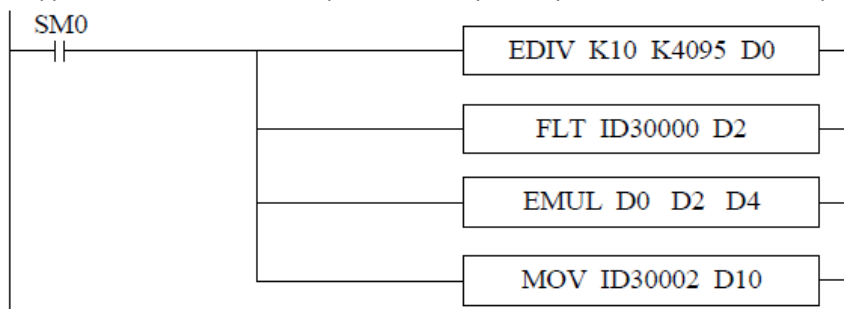 SM0
EDIV K10 K4095 D0
FLT ID30000 D2
EMUL D0 D2 D4
MOV ID30002 D10